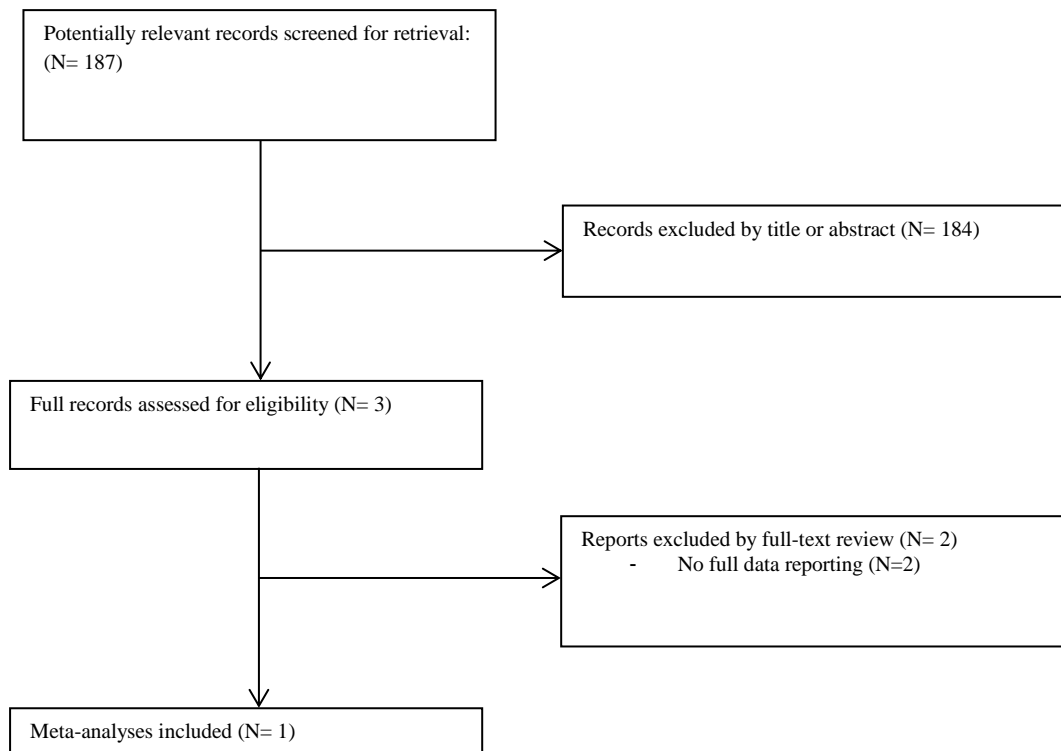 Potentially relevant records screened for retrieval:
(N= 187)
Records excluded by title or abstract (N= 184)
Full records assessed for eligibility (N= 3)
Reports excluded by full-text review (N= 2)
- No full data reporting (N=2)
Meta-analyses included (N= 1)